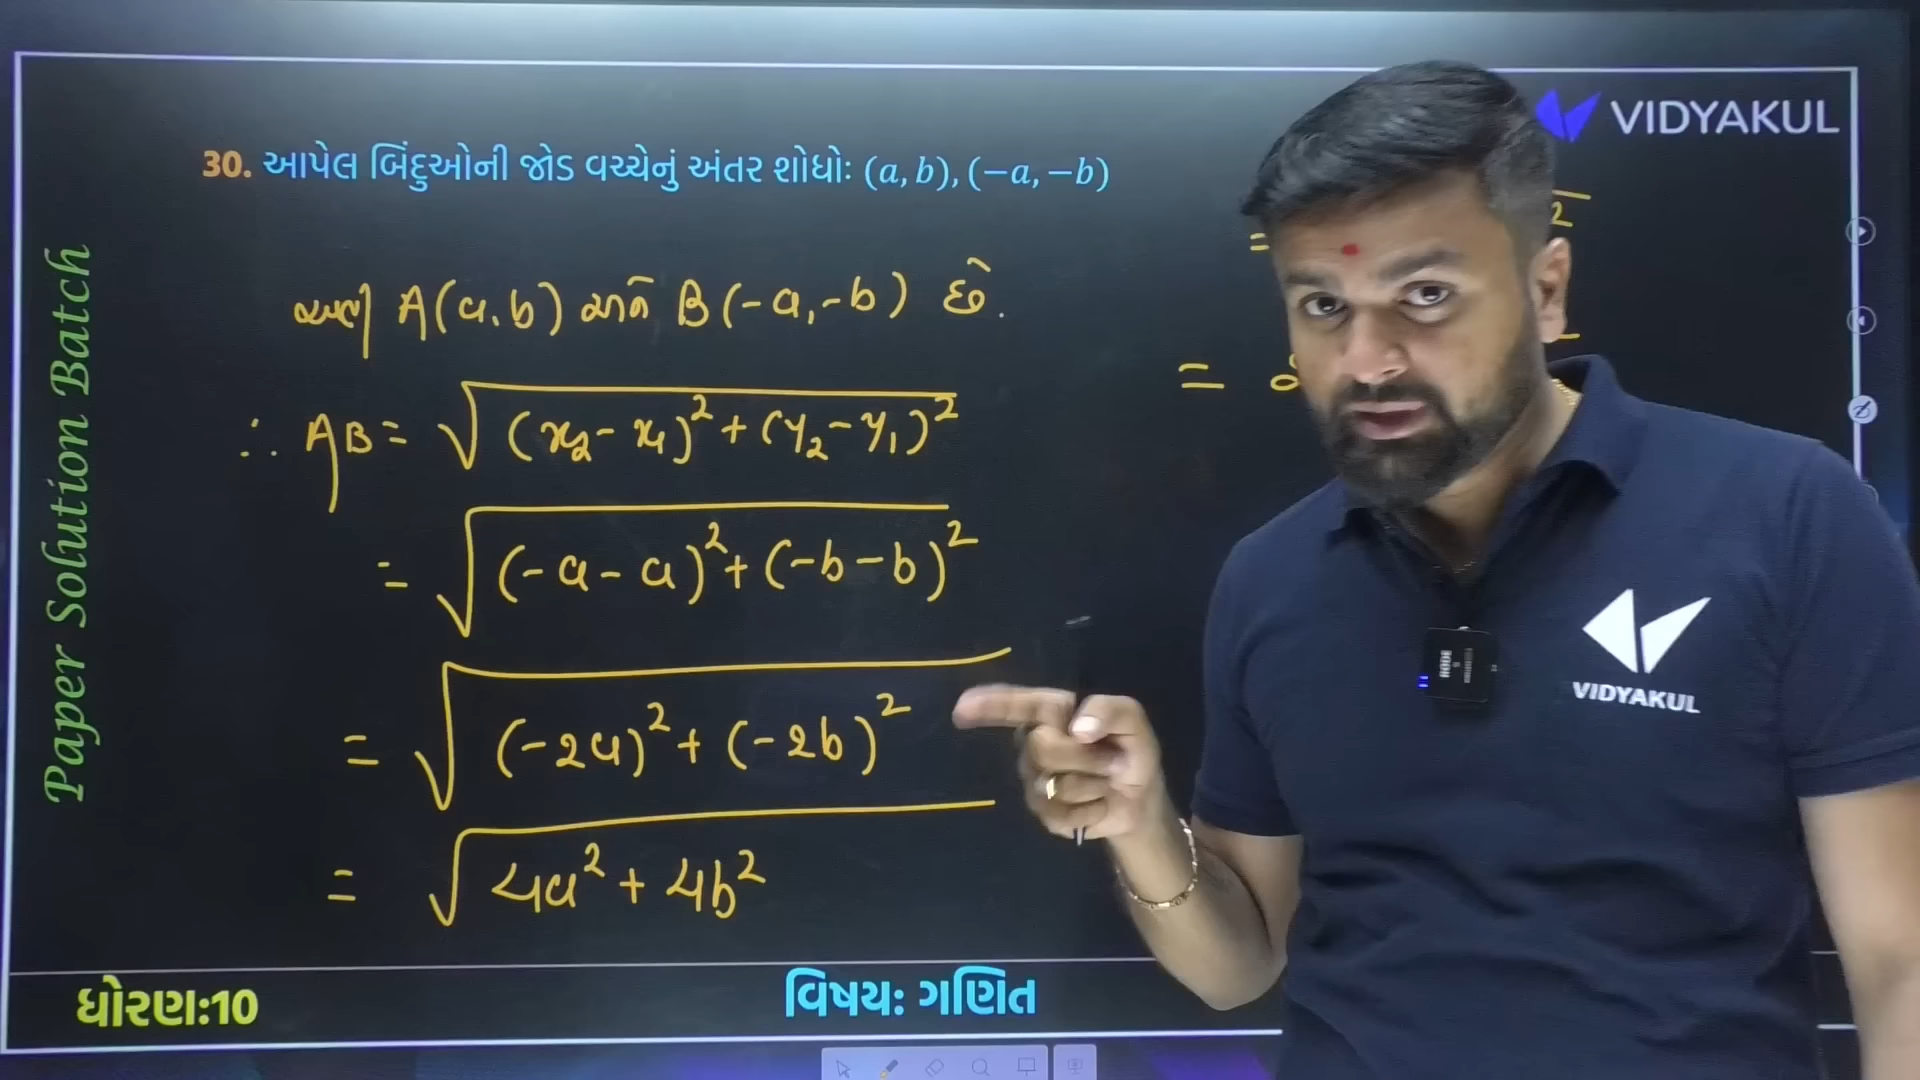 VIDYAKUL
30. આપેલ બિંદુઓની જોડ વચ્ચેનું અંતર શોધોઃ (a, b), (−a, −b)
A(a,b) અને B(-a,-b) છે.
∴ AB = √(x₂-x₁)²+(y₂-y₁)²
= √(-a-a)²+(-b-b)²
= √(-2a)²+(-2b)²
= √4a²+4b²
=
=
Paper Solution Batch
RODE
VIDYAKUL
ધોરણ:10
વિષય: ગણિત